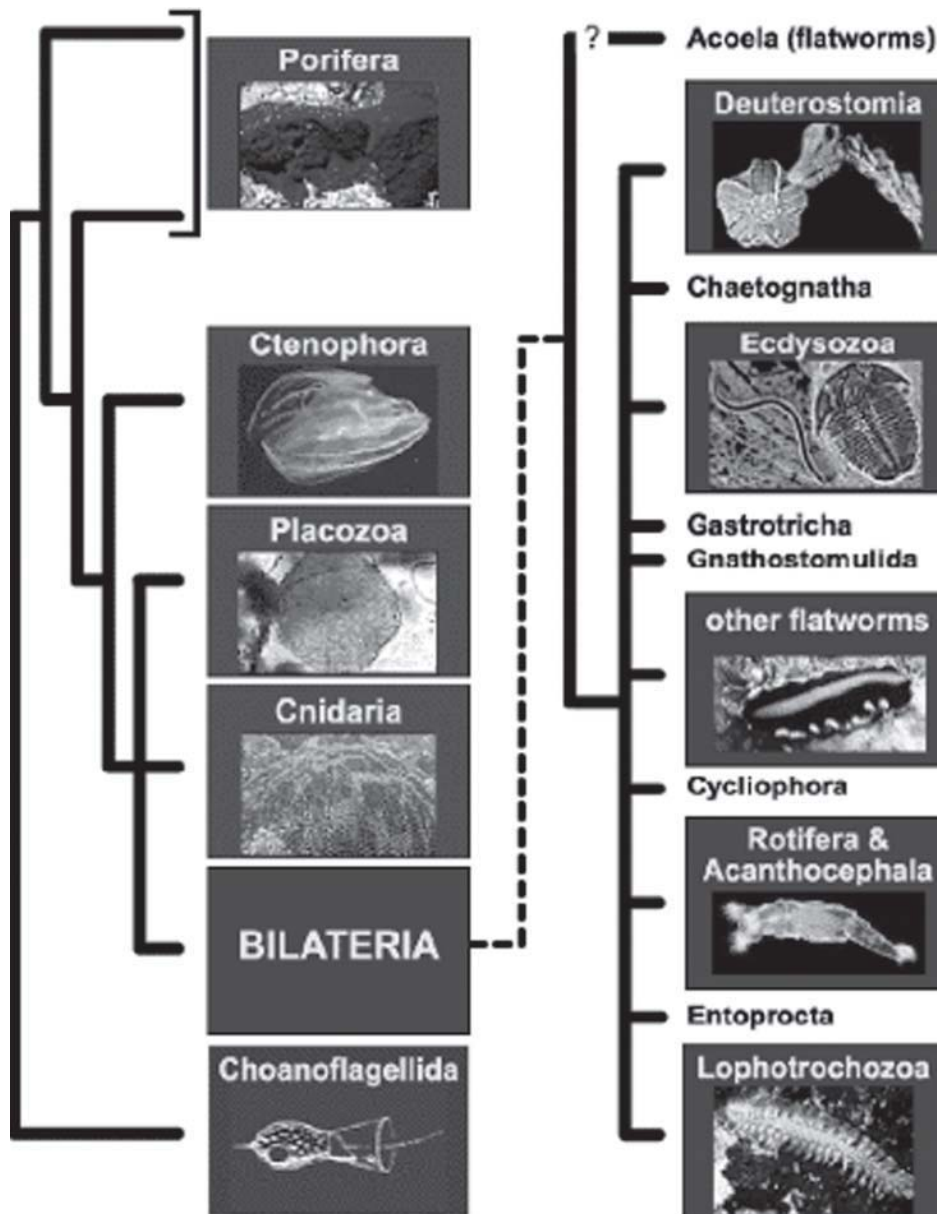 Porifera
Ctenophora
Placozoa
Cnidaria
BILATERIA
Choanoflagellida
?
Acoela (flatworms)
Deuterostomia
Chaetognatha
Ecdysozoa
Gastrotricha
Gnathostomulida
other flatworms
Cycliophora
Rotifera &
Acanthocephala
Entoprocta
Lophotrochozoa